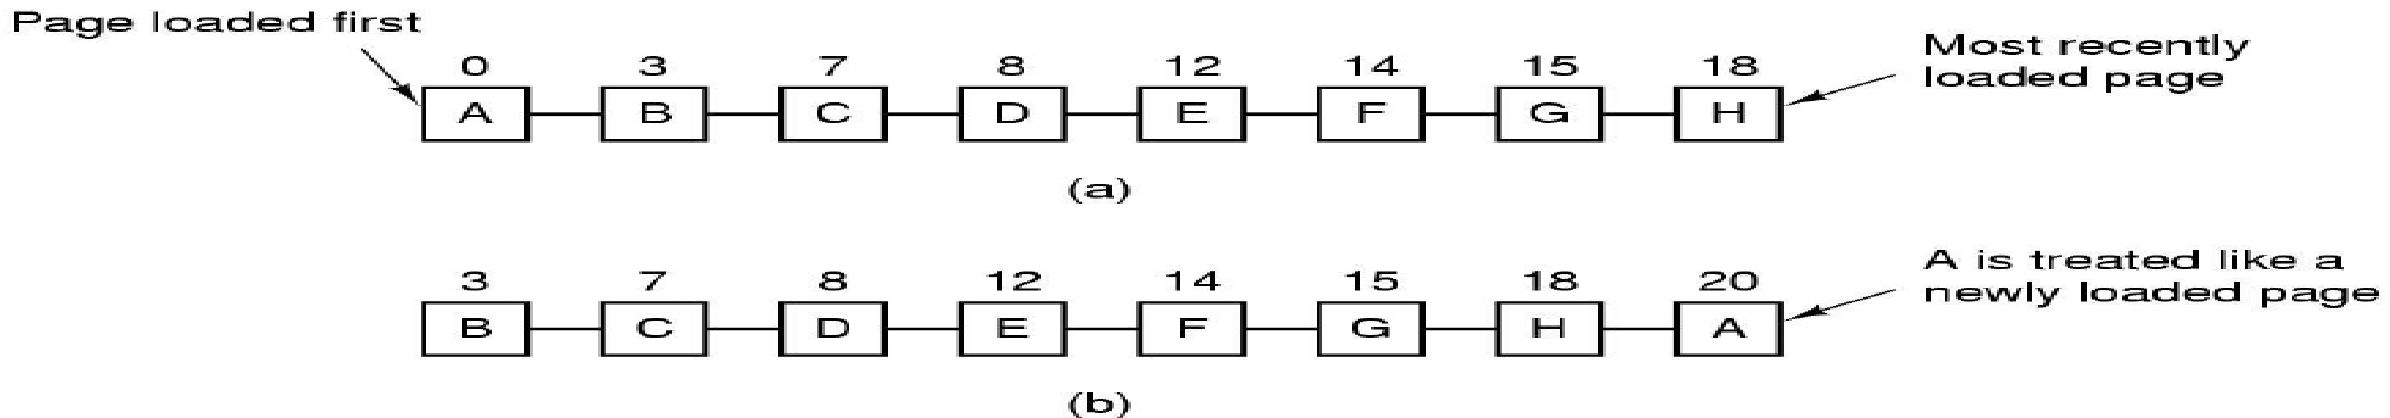 Page loaded first
0 3 7 8 12 14 15 18
Most recently
loaded page
A B C D E F G H
(a)
3 7 8 12 14 15 18 20
A is treated like a
newly loaded page
B C D E F G H A
(b)